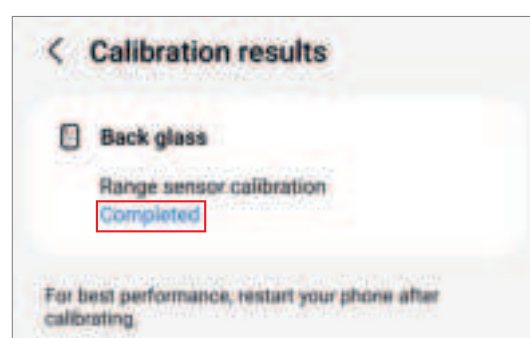 Calibration results
Back glass
Range sensor calibration
Completed
For best performance, restart your phone after
calibrating.